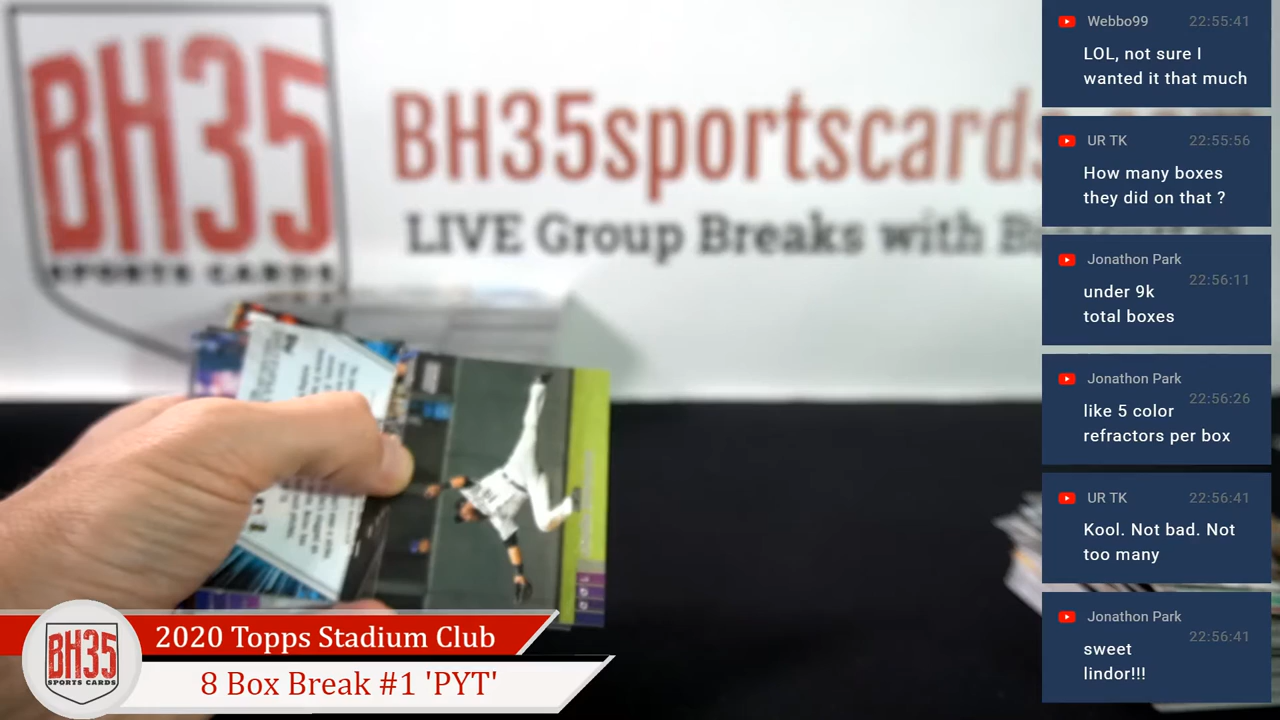 BH35
SPORTS CARDS
BH35sportscards
LIVE Group Breaks with
BH35
SPORTS CARDS
2020 Topps Stadium Club
8 Box Break #1 'PYT'
Webbo99 22:55:41
LOL, not sure I
wanted it that much
UR TK 22:55:56
How many boxes
they did on that ?
Jonathon Park
22:56:11
under 9k
total boxes
Jonathon Park
22:56:26
like 5 color
refractors per box
UR TK 22:56:41
Kool. Not bad. Not
too many
Jonathon Park
22:56:41
sweet
lindor!!!